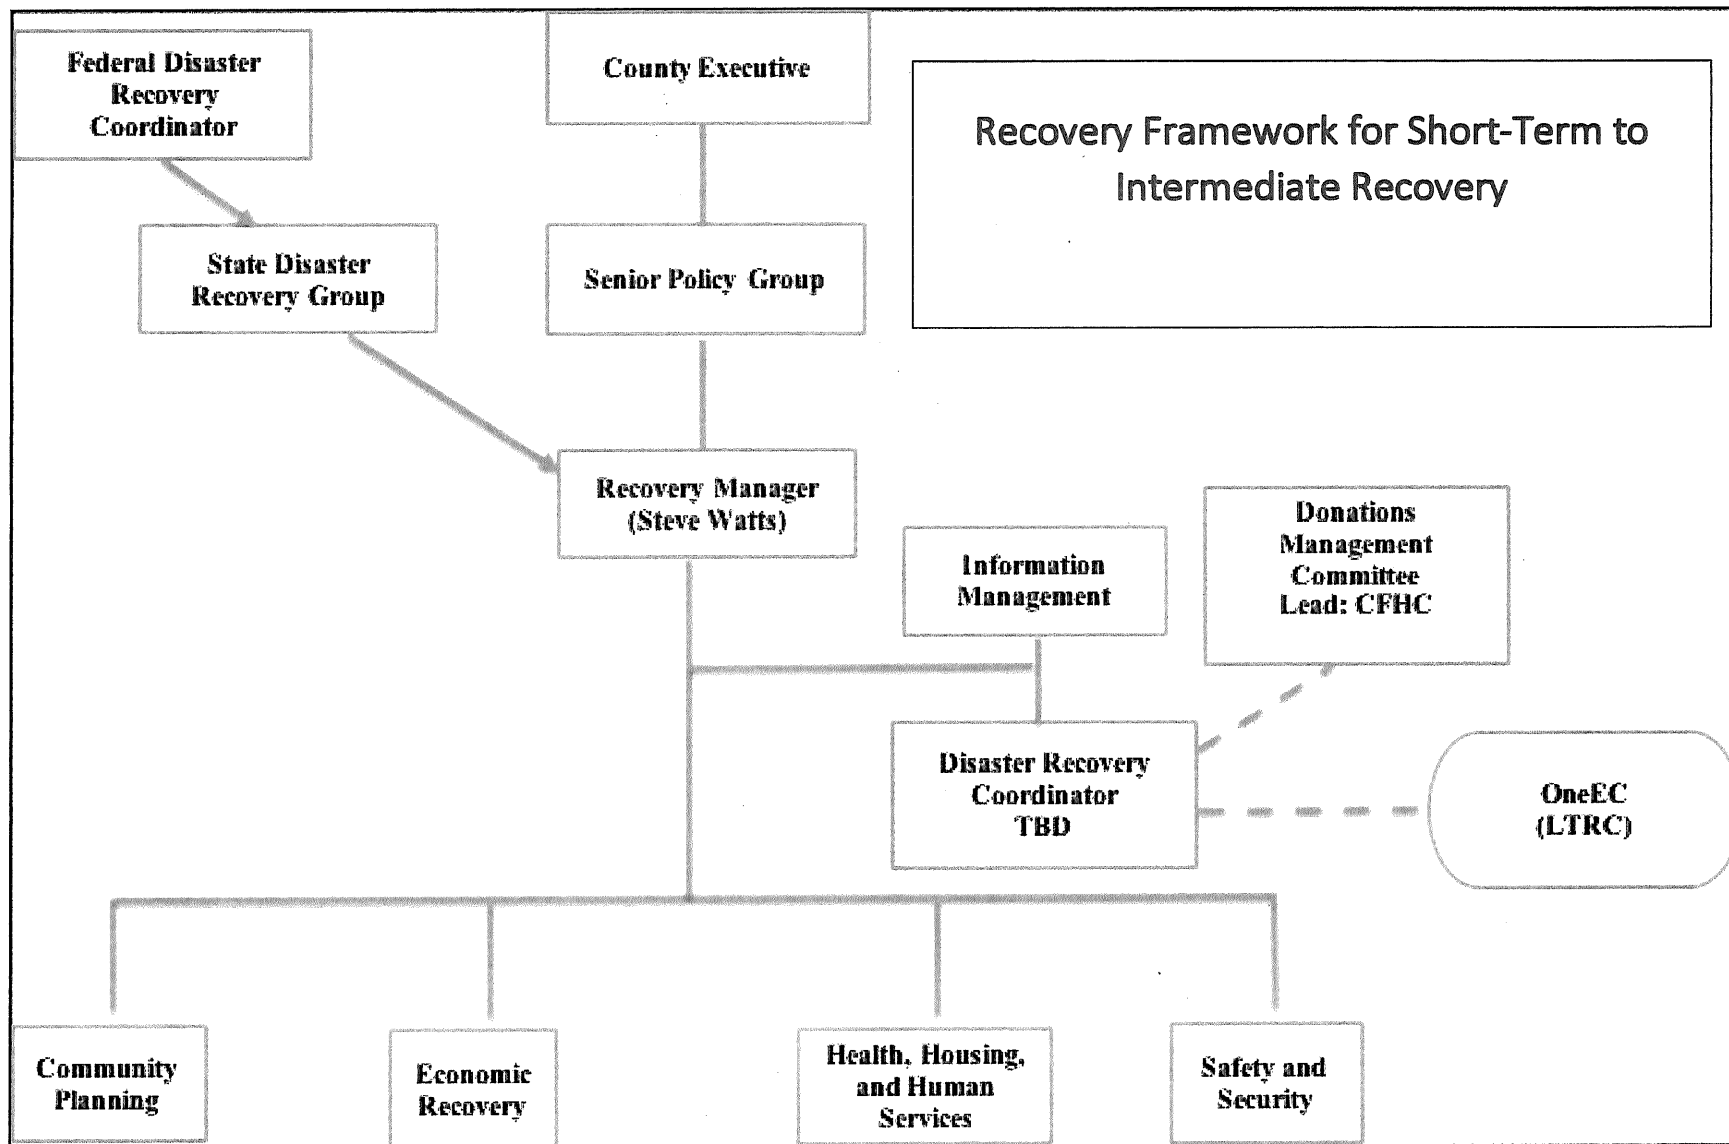 Federal Disaster
Recovery
Coordinator
County Executive
Recovery Framework for Short-Term to
Intermediate Recovery
State Disaster
Recovery Group
Senior Policy Group
Recovery Manager
(Steve Watts)
Information
Management
Donations
Management
Committee
Lead: CFHC
Disaster Recovery
Coordinator
TBD
OneEC
(LTRC)
Community
Planning
Economic
Recovery
Health, Housing,
and Human
Services
Safety and
Security